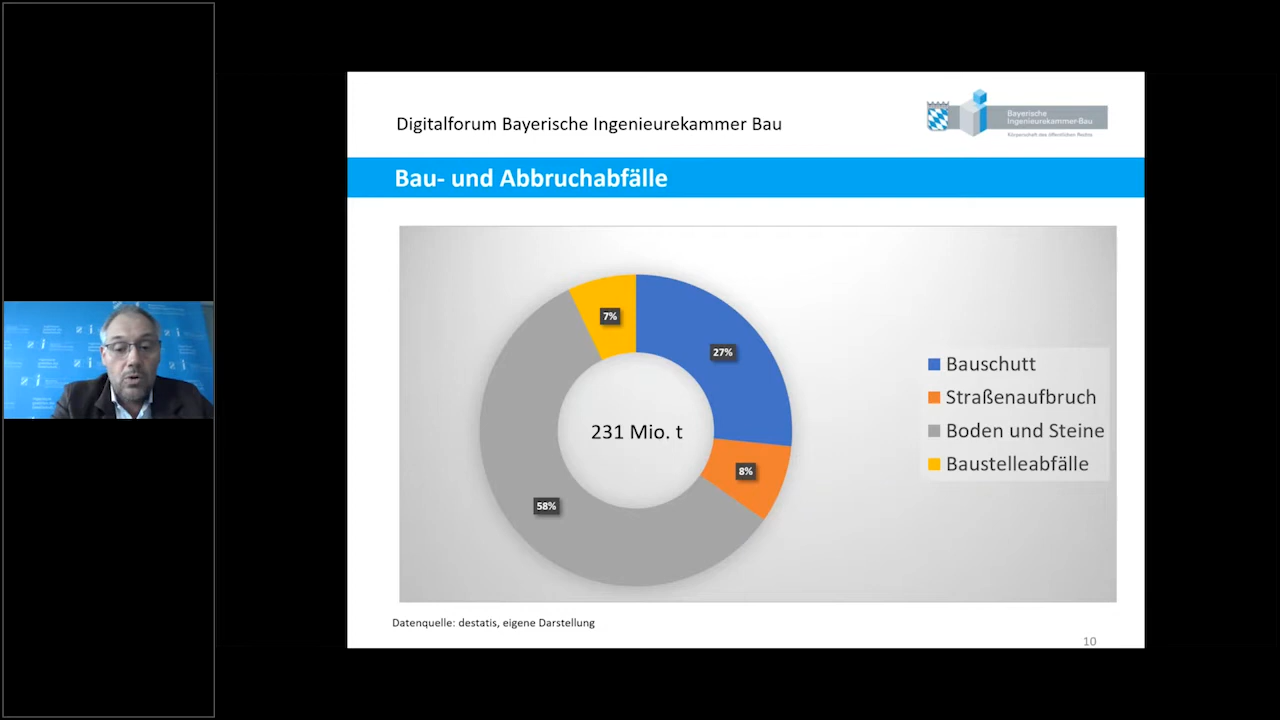 Digitalforum Bayerische Ingenieurekammer Bau
Bayerische
Ingenieurekammer-Bau
Körperschaft des öffentlichen Rechts
Bau- und Abbruchabfälle
7%
27%
231 Mio. t
8%
58%
Bauschutt
Straßenaufbruch
Boden und Steine
Baustelleabfälle
Datenquelle: destatis, eigene Darstellung
10